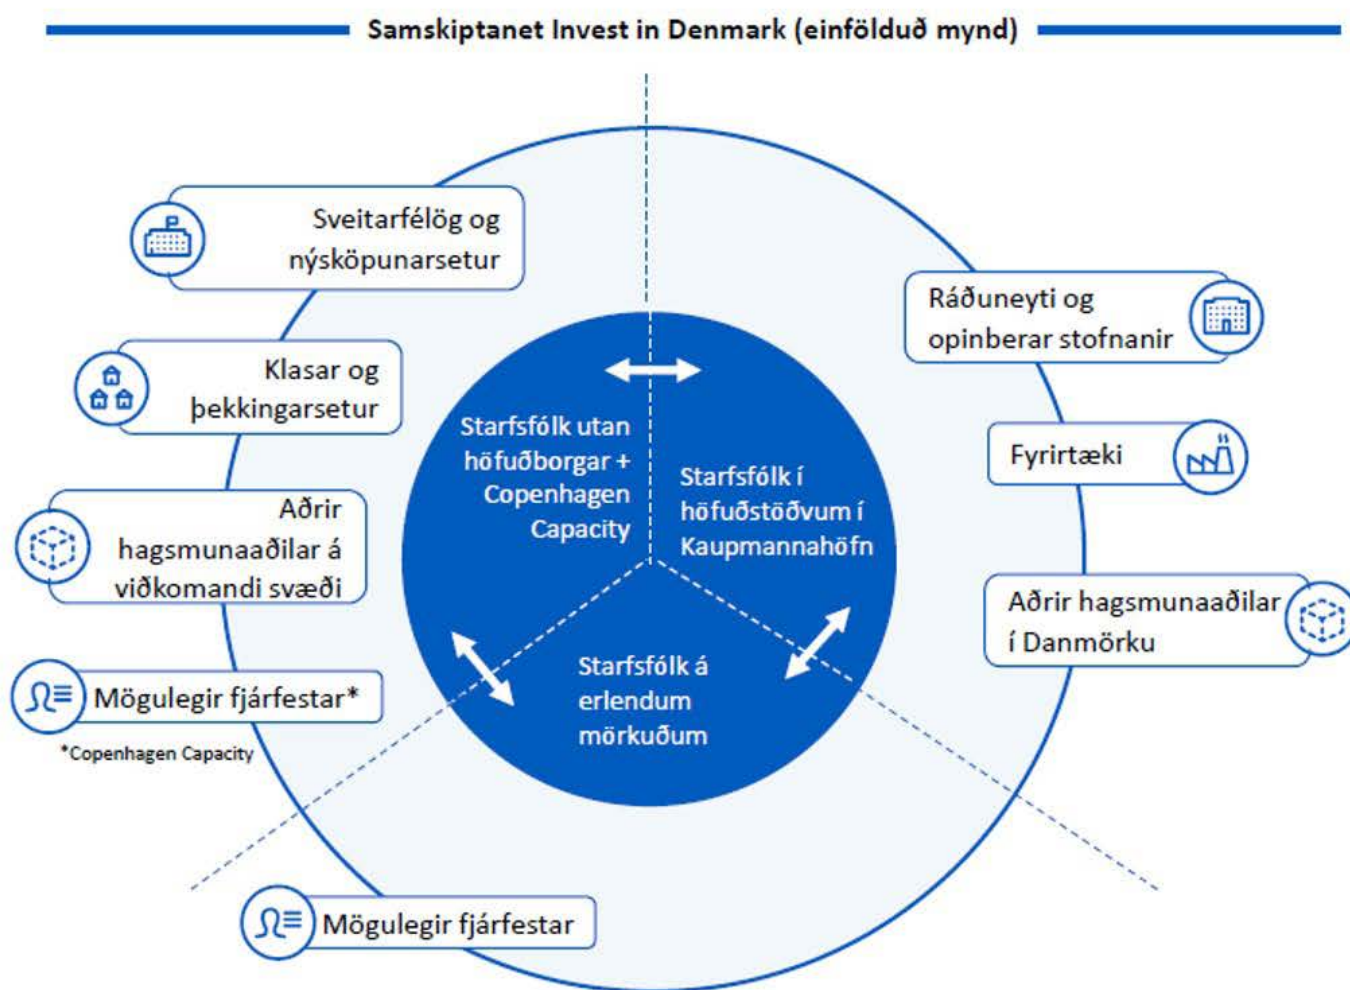 Samskiptanet Invest in Denmark (einfölduð mynd)
Sveitarfélög og
nýsköpunarsetur
Klasar og
þekkingarsetur
Aðrir
hagsmunaaðilar á
viðkomandi svæði
Mögulegir fjárfestar*
*Copenhagen Capacity
Starfsfólk utan
höfuðborgar +
Copenhagen
Capacity
Starfsfólk í
höfuðstöðvum í
Kaupmannahöfn
Starfsfólk á
erlendum
mörkuðum
Ráðuneyti og
opinberar stofnanir
Fyrirtæki
Aðrir hagsmunaaðilar
í Danmörku
Mögulegir fjárfestar